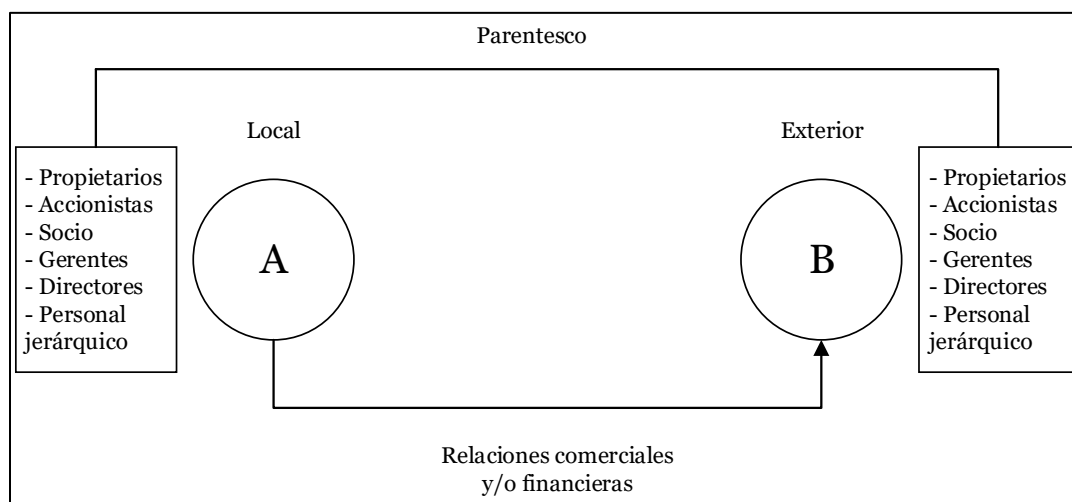 Parentesco
Local
Exterior
- Propietarios
- Accionistas
- Socio
- Gerentes
- Directores
- Personal
jerárquico
A
B
- Propietarios
- Accionistas
- Socio
- Gerentes
- Directores
- Personal
jerárquico
Relaciones comerciales
y/o financieras